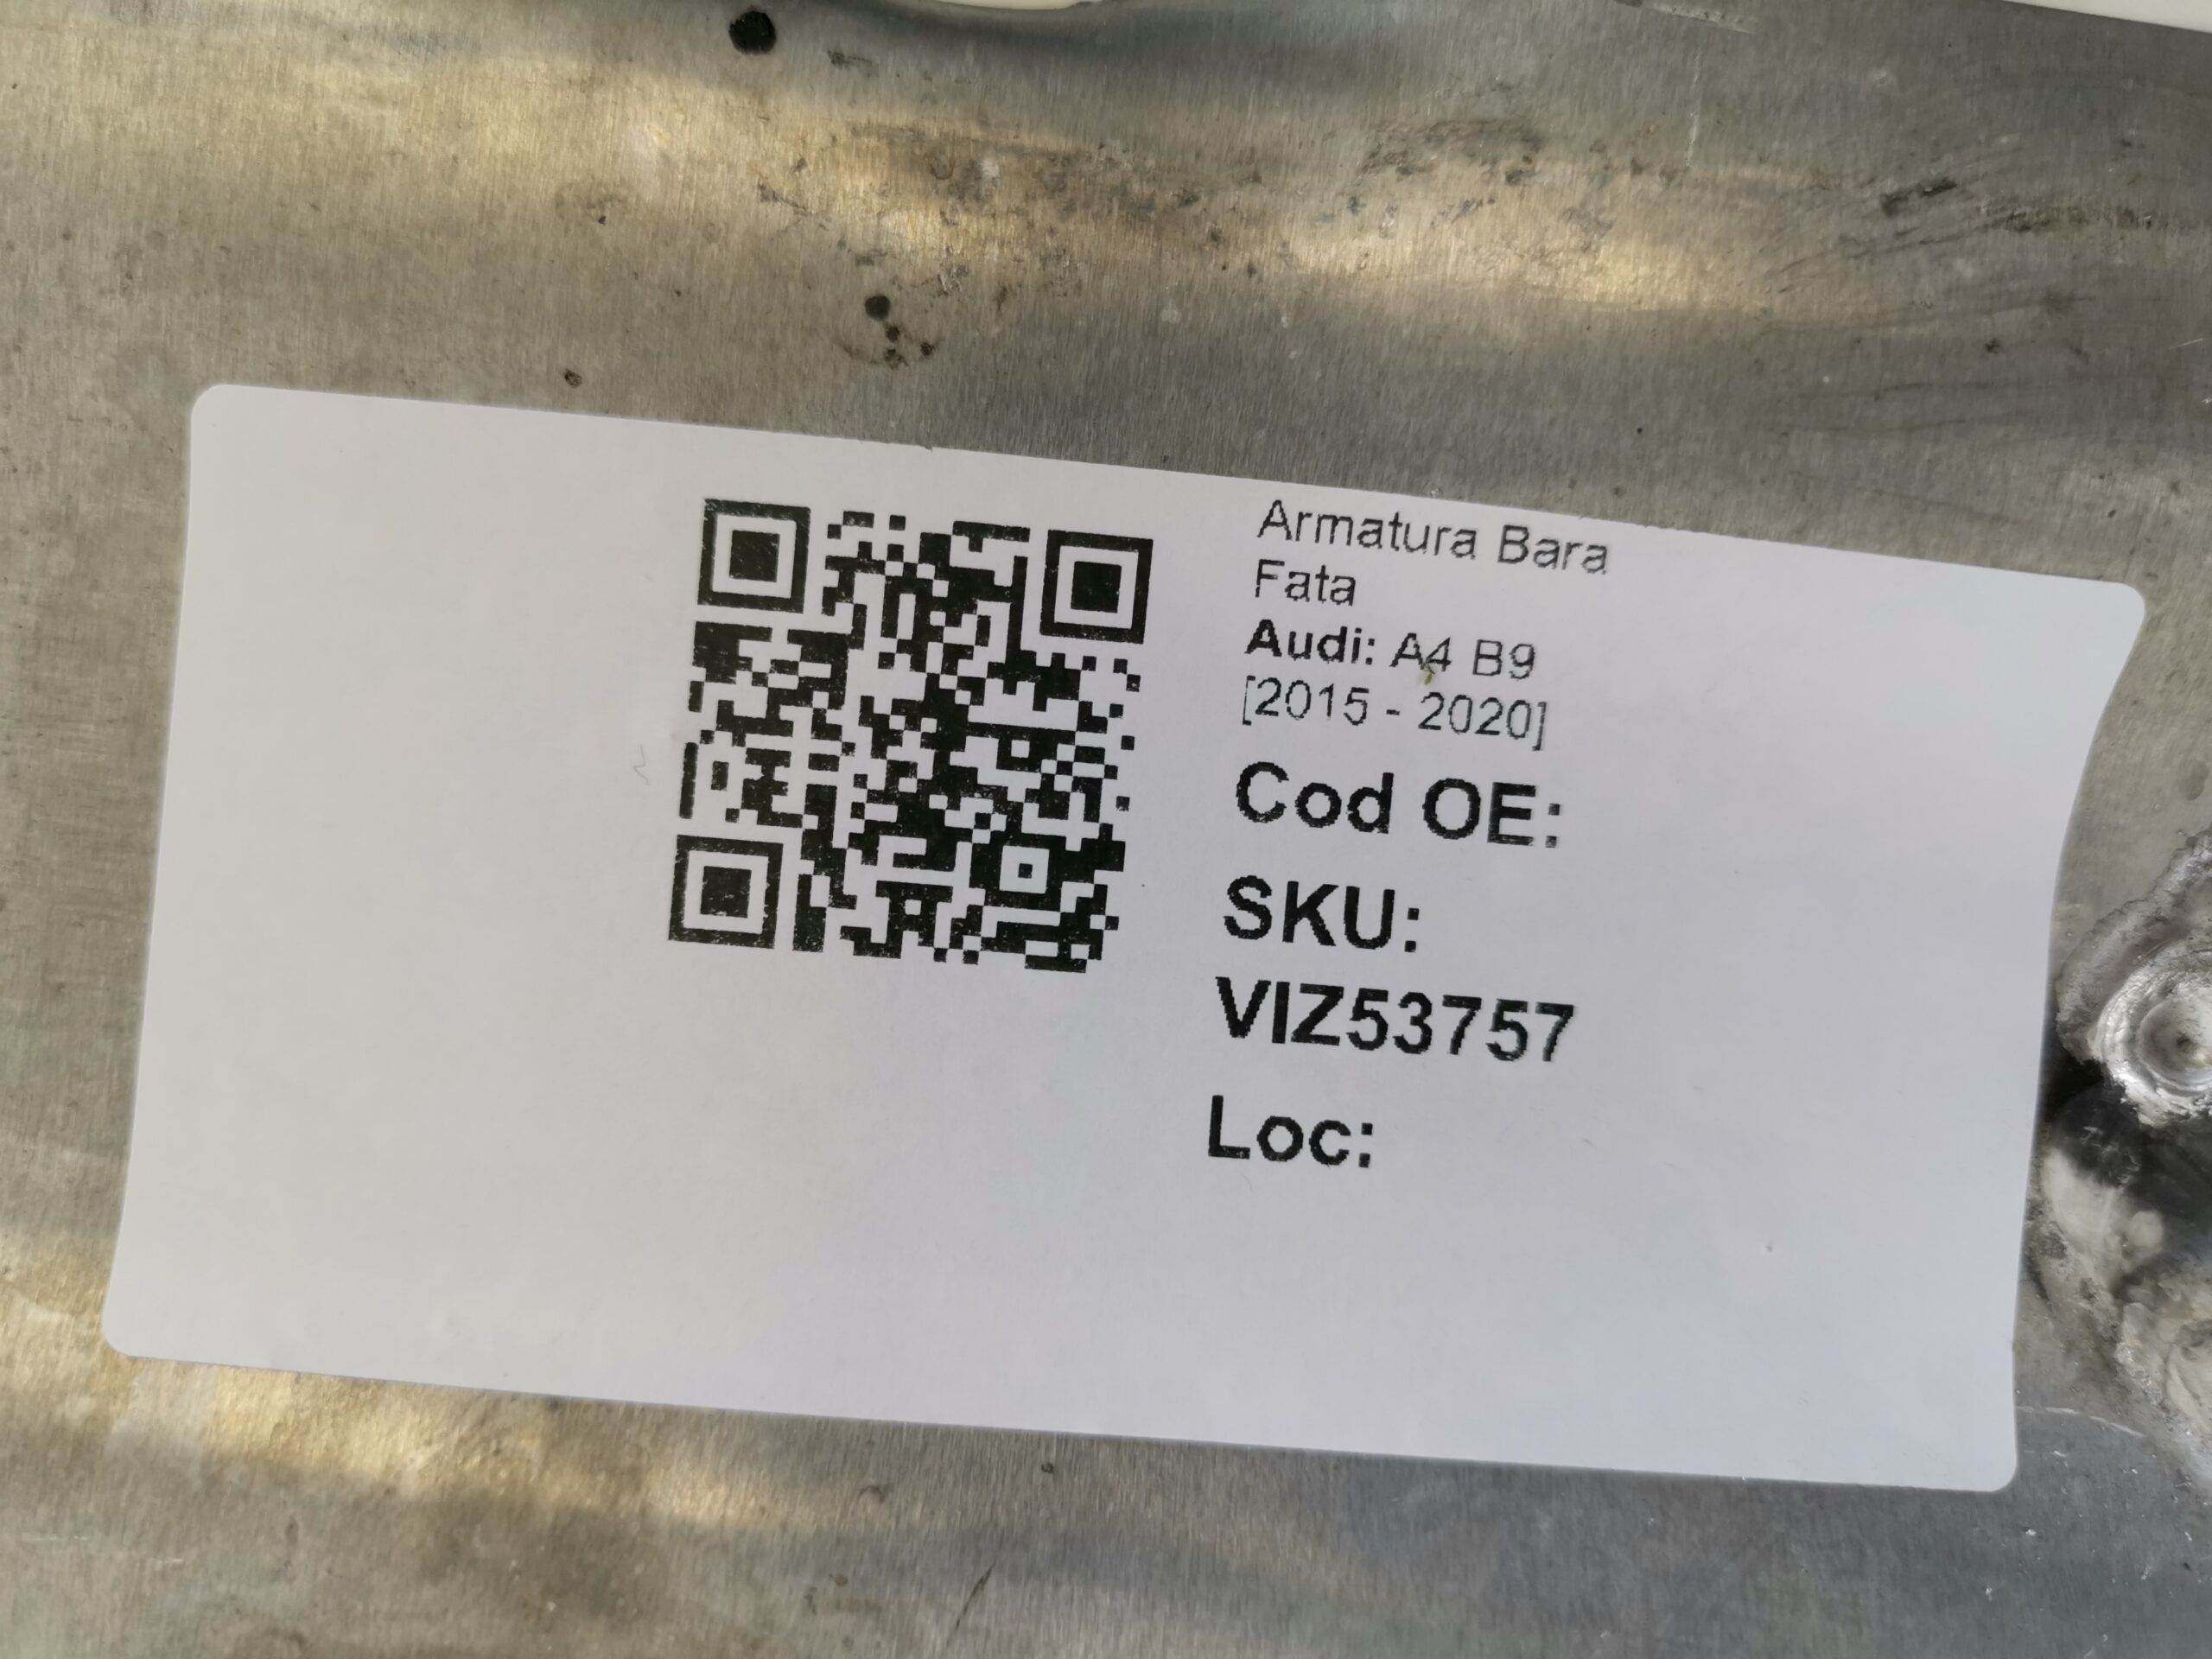 Armatura Bara
Fata
Audi: A4 B9
[2015 - 2020]
Cod OE:
SKU:
VIZ53757
Loc: